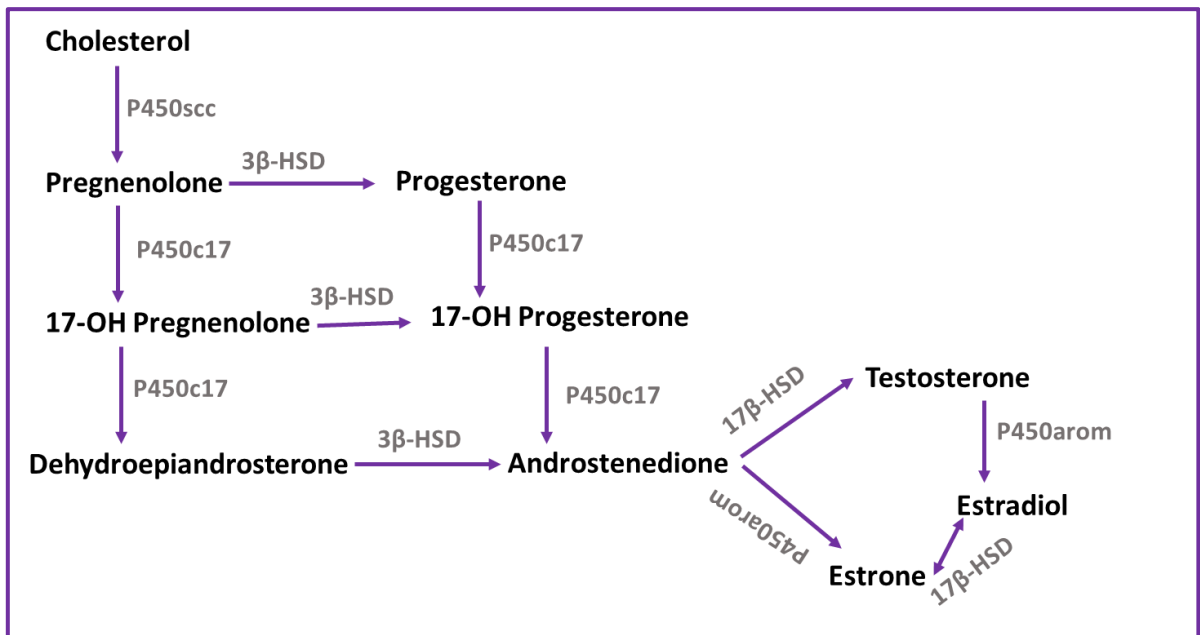 Cholesterol
P450scc
3β-HSD
Pregnenolone
Progesterone
P450c17
P450c17
3β-HSD
17-OH Pregnenolone
17-OH Progesterone
P450c17
P450c17
17β-HSD
Testosterone
P450arom
3β-HSD
Dehydroepiandrosterone
Androstenedione
P450arom
Estradiol
Estrone
17β-HSD